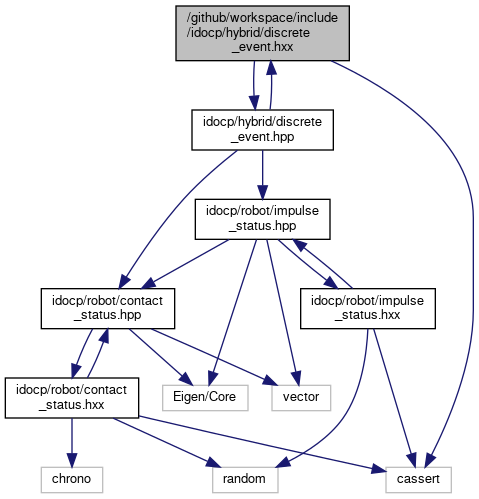 /github/workspace/include
/idocp/hybrid/discrete
_event.hxx
idocp/hybrid/discrete
_event.hpp
idocp/robot/impulse
_status.hpp
idocp/robot/contact
_status.hpp
idocp/robot/impulse
_status.hxx
idocp/robot/contact
_status.hxx
Eigen/Core
vector
chrono
random
cassert